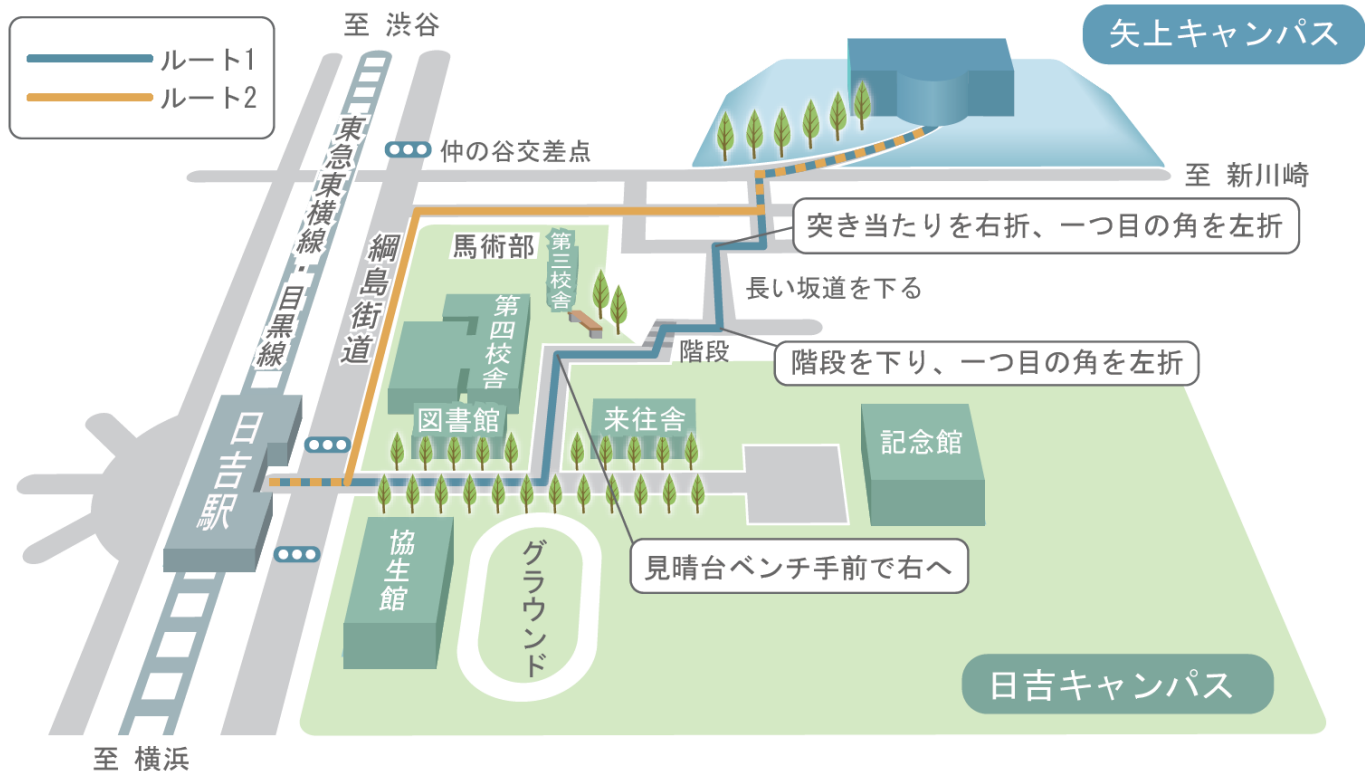 至 渋谷
矢上キャンパス
ルート1
ルート2
東急東横線・目黒線
仲の谷交差点
至 新川崎
綱島街道
馬術部
第三校舎
突き当たりを右折、一つ目の角を左折
長い坂道を下る
第四校舎
階段
階段を下り、一つ目の角を左折
図書館
来往舎
記念館
日吉駅
協生館
グラウンド
見晴台ベンチ手前で右へ
日吉キャンパス
至 横浜